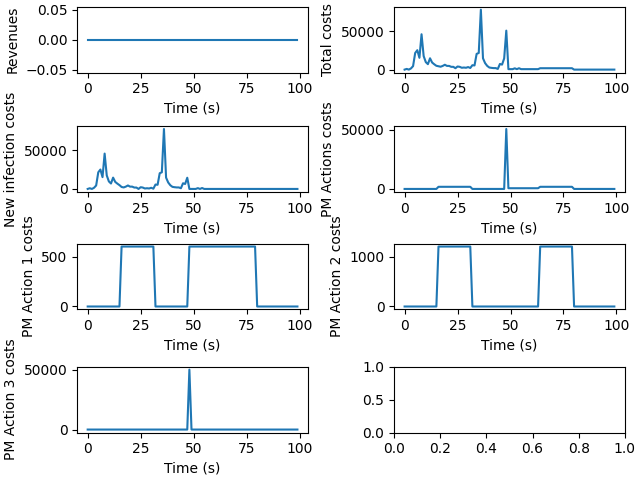 Revenues
0.05
0.00
−0.05
0 25 50 75 100
Time (s)
Total costs
50000
0
0 25 50 75 100
Time (s)
New infection costs
50000
0
0 25 50 75 100
Time (s)
PM Actions costs
50000
0
0 25 50 75 100
Time (s)
PM Action 1 costs
500
0
0 25 50 75 100
Time (s)
PM Action 2 costs
1000
0
0 25 50 75 100
Time (s)
PM Action 3 costs
50000
0
0 25 50 75 100
Time (s)
1.0
0.5
0.0
0.0 0.2 0.4 0.6 0.8 1.0